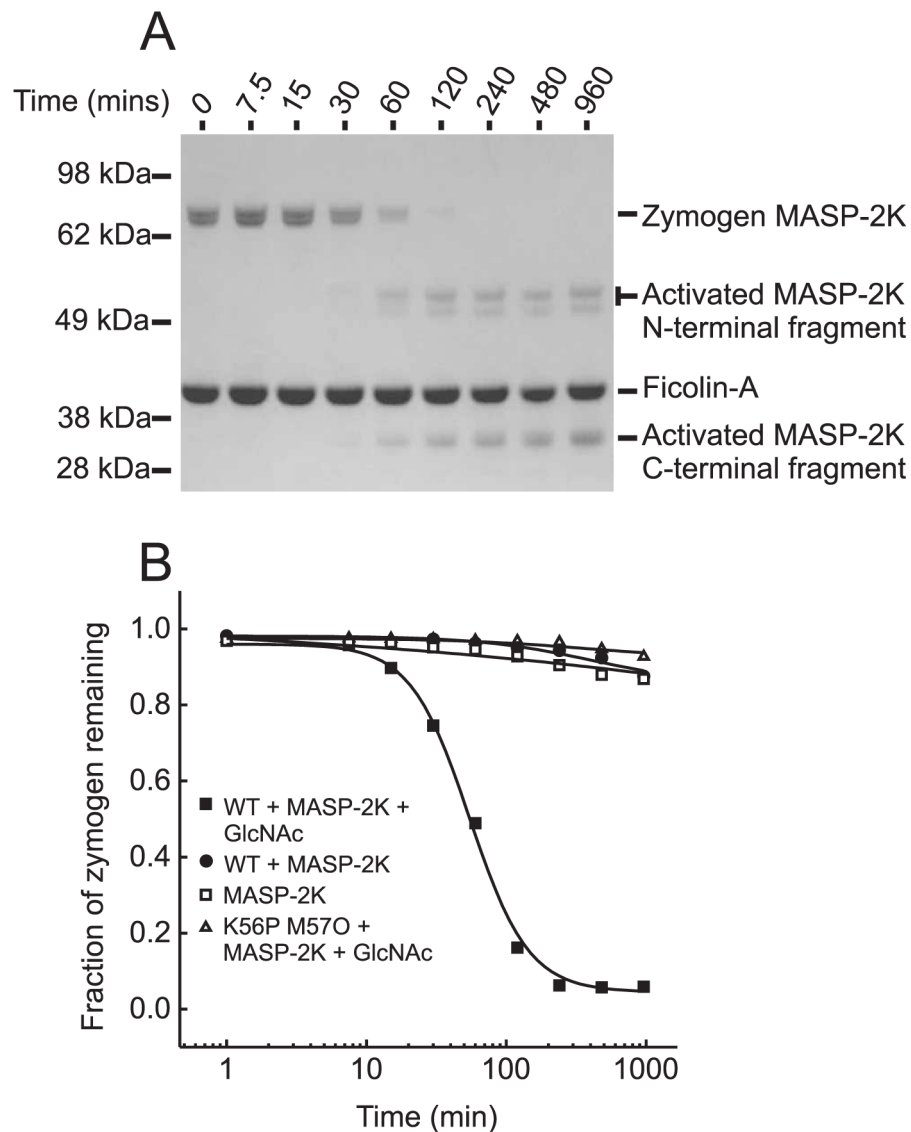 A
Time (mins) 0 7.5 15 30 60 120 240 480 960
98 kDa
62 kDa
49 kDa
38 kDa
28 kDa
Zymogen MASP-2K
Activated MASP-2K
N-terminal fragment
Ficolin-A
Activated MASP-2K
C-terminal fragment
B
Fraction of zymogen remaining
1.0
0.8
0.6
0.4
0.2
0.0
WT + MASP-2K +
GlcNAc
WT + MASP-2K
MASP-2K
K56P M57O +
MASP-2K + GlcNAc
1 10 100 1000
Time (min)